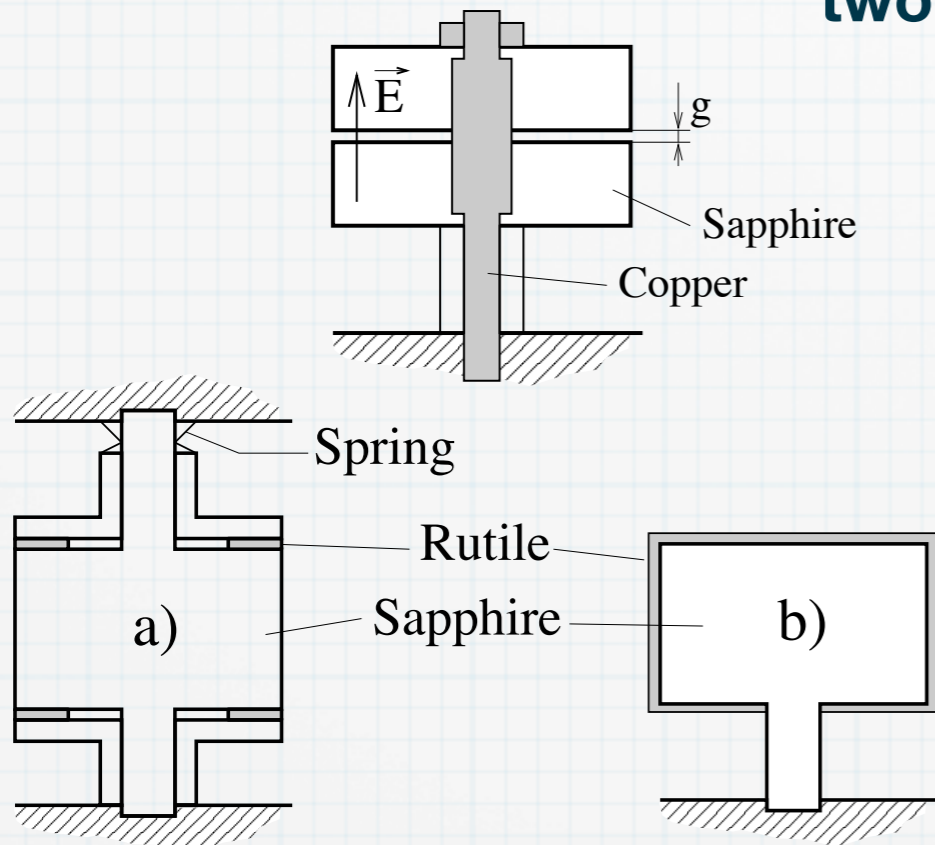 two
E
g
Sapphire
Copper
Spring
Rutile
Sapphire
a)
b)